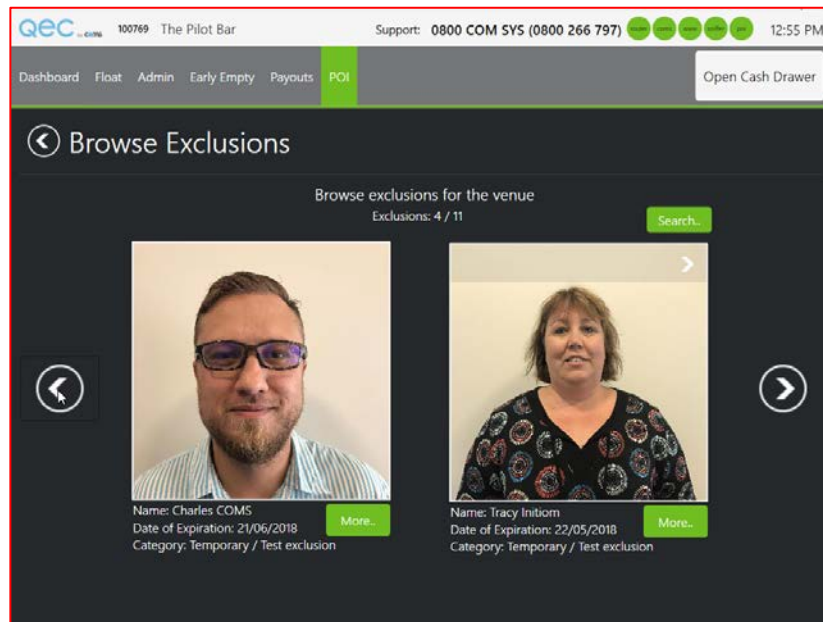 QEC by COMS 100769 The Pilot Bar Support: 0800 COM SYS (0800 266 797) 12:55 PM
Dashboard Float Admin Early Empty Payouts POI Open Cash Drawer
Browse Exclusions
Browse exclusions for the venue
Exclusions: 4 / 11
Search..
Name: Charles COMS
Date of Expiration: 21/06/2018
Category: Temporary / Test exclusion
More..
Name: Tracy Initiom
Date of Expiration: 22/05/2018
Category: Temporary / Test exclusion
More..